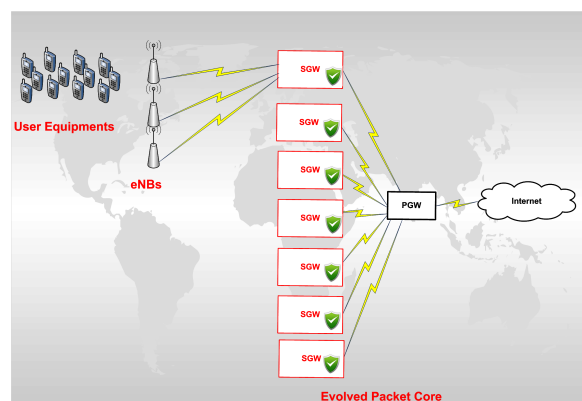 User Equipments
eNBs
SGW
SGW
SGW
SGW
SGW
SGW
SGW
PGW
Internet
Evolved Packet Core